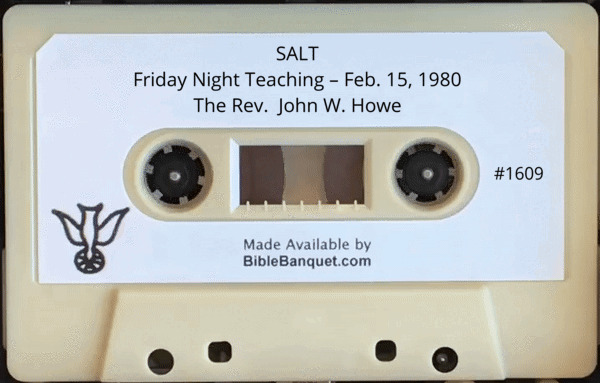 SALT
Friday Night Teaching – Feb. 15, 1980
The Rev.  John W. Howe
#1609
Made Available by
BibleBanquet.com